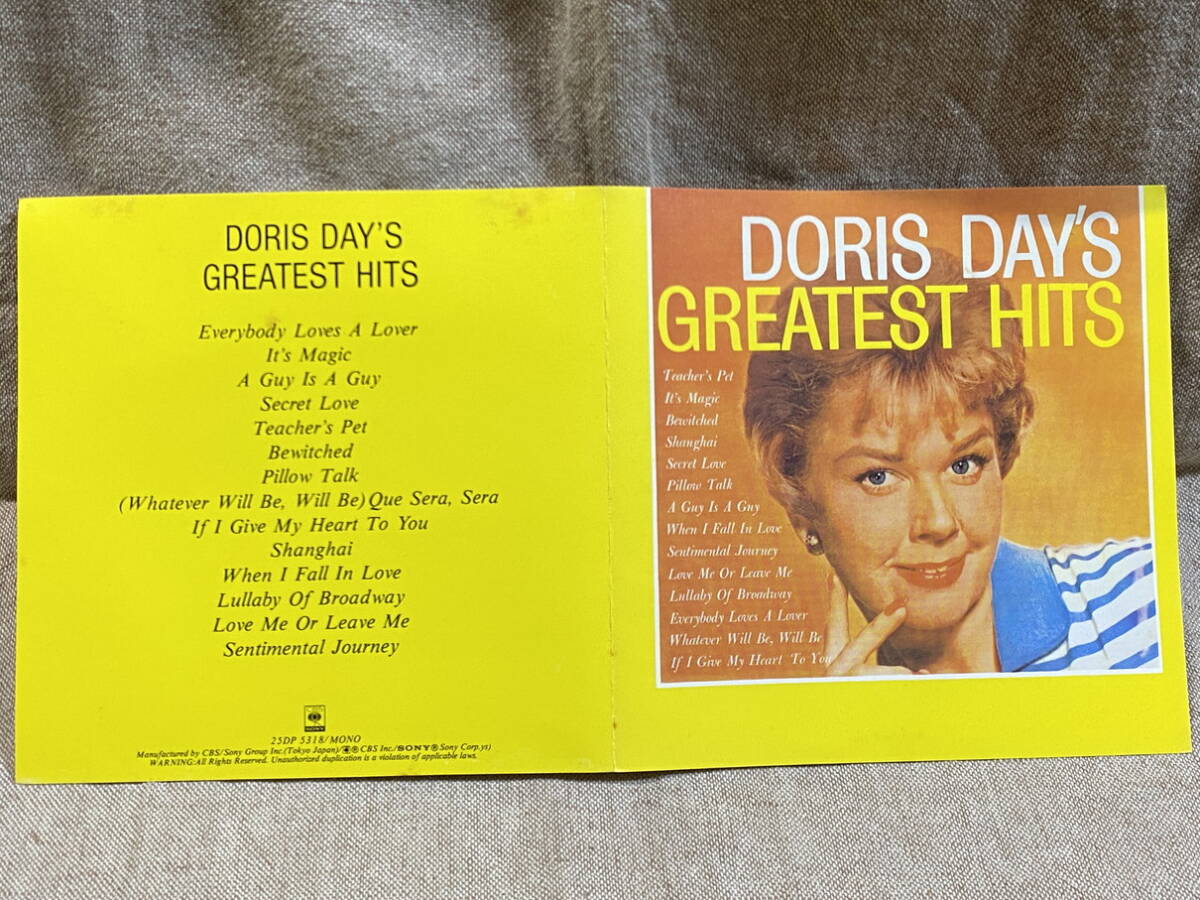 DORIS DAY'S
GREATEST HITS
Everybody Loves A Lover
It's Magic
A Guy Is A Guy
Secret Love
Teacher's Pet
Bewitched
Pillow Talk
(Whatever Will Be, Will Be) Que Sera, Sera
If I Give My Heart To You
Shanghai
When I Fall In Love
Lullaby Of Broadway
Love Me Or Leave Me
Sentimental Journey
25DP 5318/MONO
Manufactured by CBS/Sony Group Inc.(Tokyo Japan)/ ℗ CBS Inc./SONY®Sony Corp.ys)
WARNING:All Rights Reserved. Unauthorized duplication is a violation of applicable laws.
DORIS DAY'S
GREATEST HITS
Teacher's Pet
It's Magic
Bewitched
Shanghai
Secret Love
Pillow Talk
A Guy Is A Guy
When I Fall In Love
Sentimental Journey
Love Me Or Leave Me
Lullaby Of Broadway
Everybody Loves A Lover
Whatever Will Be, Will Be
If I Give My Heart To You